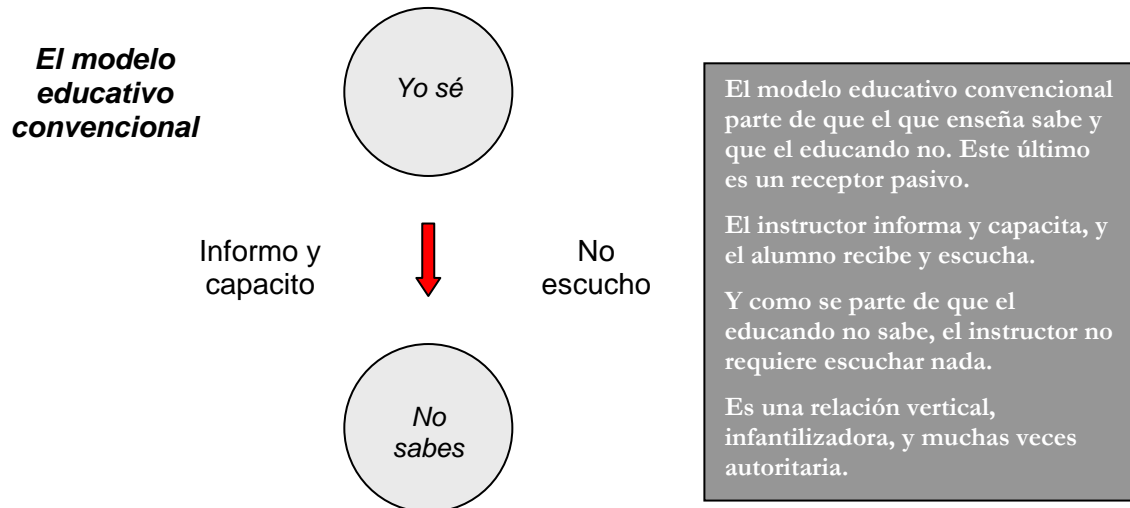 El modelo
educativo
convencional
Yo sé
Informo y
capacito
No
escucho
No
sabes
El modelo educativo convencional
parte de que el que enseña sabe y
que el educando no. Este último
es un receptor pasivo.
El instructor informa y capacita, y
el alumno recibe y escucha.
Y como se parte de que el
educando no sabe, el instructor no
requiere escuchar nada.
Es una relación vertical,
infantilizadora, y muchas veces
autoritaria.